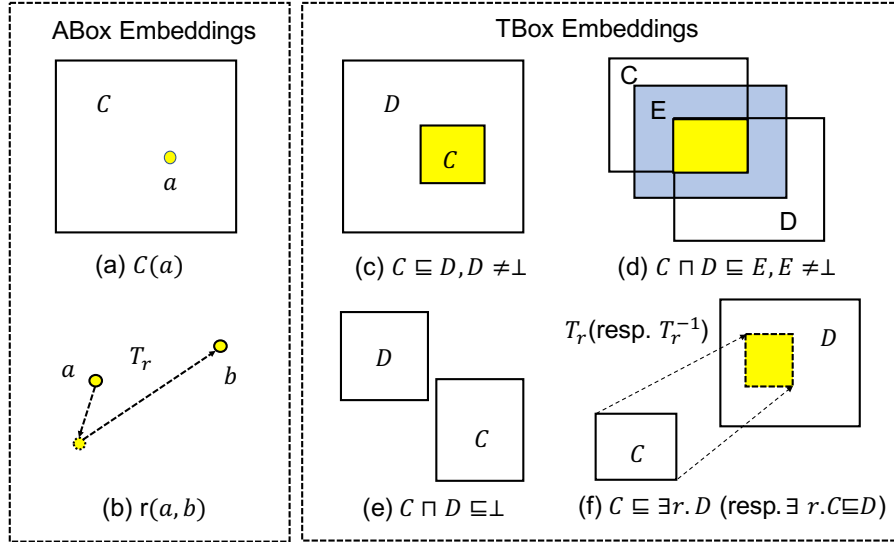 ABox Embeddings
C
a
(a) C(a)
a
T_r
b
(b) r(a, b)
TBox Embeddings
D
C
(c) C ⊑ D, D ≠⊥
C
E
D
(d) C ⊓ D ⊑ E, E ≠⊥
D
C
(e) C ⊓ D ⊑⊥
T_r(resp. T_r^{-1})
D
C
(f) C ⊑ ∃r. D (resp. ∃ r.C⊑D)